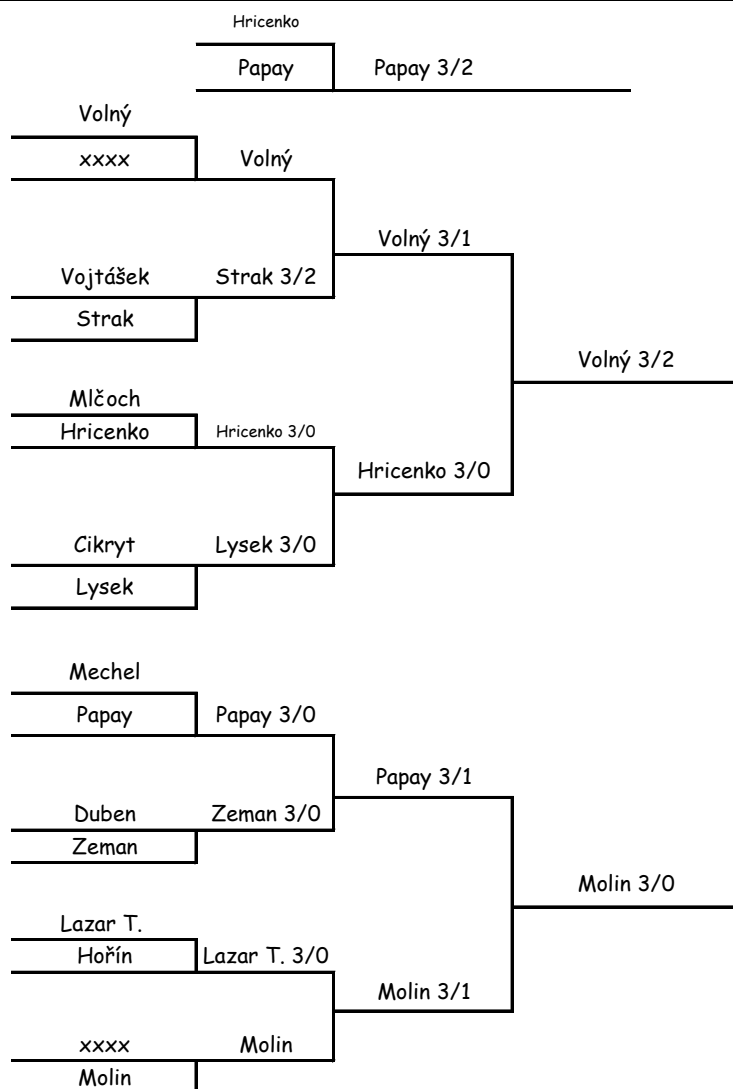 Hricenko
Papay Papay 3/2
Volný
xxxx Volný
Volný 3/1
Vojtášek Strak 3/2
Strak
Volný 3/2
Mlčoch
Hricenko Hricenko 3/0
Hricenko 3/0
Cikryt Lysek 3/0
Lysek
Mechel
Papay Papay 3/0
Papay 3/1
Duben Zeman 3/0
Zeman
Molin 3/0
Lazar T.
Hořín Lazar T. 3/0
Molin 3/1
xxxx Molin
Molin